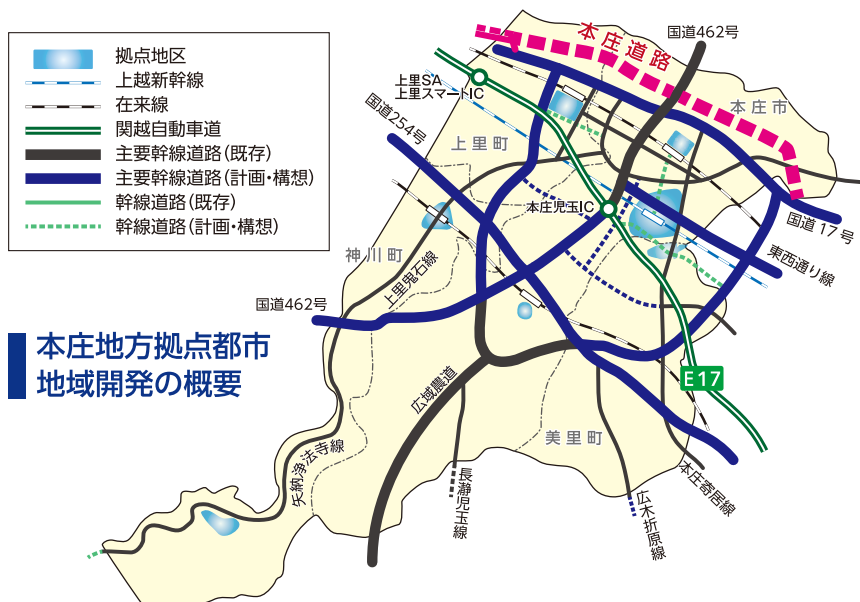 拠点地区
上越新幹線
在来線
関越自動車道
主要幹線道路(既存)
主要幹線道路(計画・構想)
幹線道路(既存)
幹線道路(計画・構想)
本庄地方拠点都市
地域開発の概要
国道462号
本庄道路
上里SA
上里スマートIC
本庄市
国道254号
上里町
本庄児玉IC
国道17号
東西通り線
神川町
上里鬼石線
国道462号
E17
広域農道
美里町
矢納浄法寺線
長瀞児玉線
本庄寄居線
広木折原線